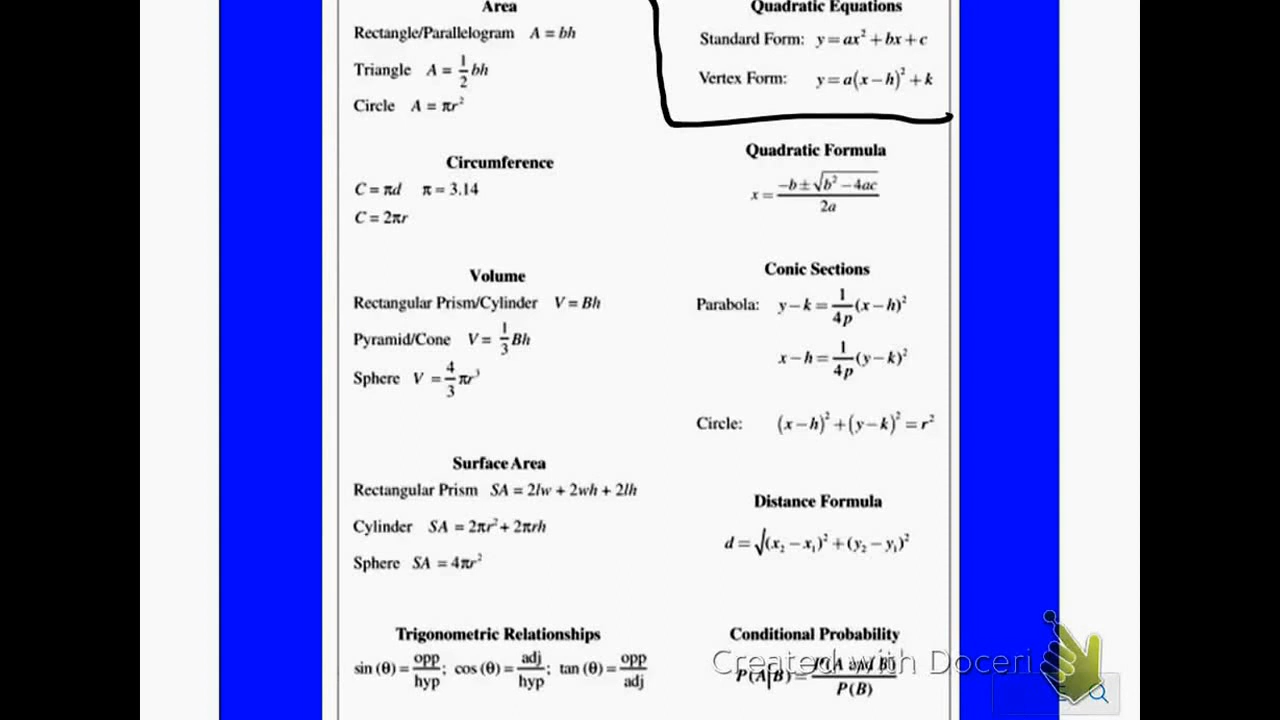 Area
Rectangle/Parallelogram A = bh
Triangle A = 1/2 bh
Circle A = πr²
Circumference
C = πd π = 3.14
C = 2πr
Volume
Rectangular Prism/Cylinder V = Bh
Pyramid/Cone V = 1/3 Bh
Sphere V = 4/3 πr³
Surface Area
Rectangular Prism SA = 2lw + 2wh + 2lh
Cylinder SA = 2πr² + 2πrh
Sphere SA = 4πr²
Trigonometric Relationships
sin (θ) = opp/hyp; cos (θ) = adj/hyp; tan (θ) = opp/adj
Quadratic Equations
Standard Form: y = ax² + bx + c
Vertex Form: y = a(x − h)² + k
Quadratic Formula
x = (−b ± √(b² − 4ac))/2a
Conic Sections
Parabola: y − k = 1/4p (x − h)²
x − h = 1/4p (y − k)²
Circle: (x − h)² + (y − k)² = r²
Distance Formula
d = √(x₂ − x₁)² + (y₂ − y₁)²
Conditional Probability
P(A|B) = P(A and B)/P(B)
Created with Doceri